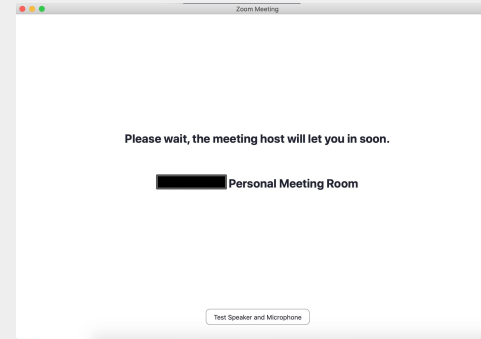 Zoom Meeting
Please wait, the meeting host will let you in soon.
Personal Meeting Room
Test Speaker and Microphone